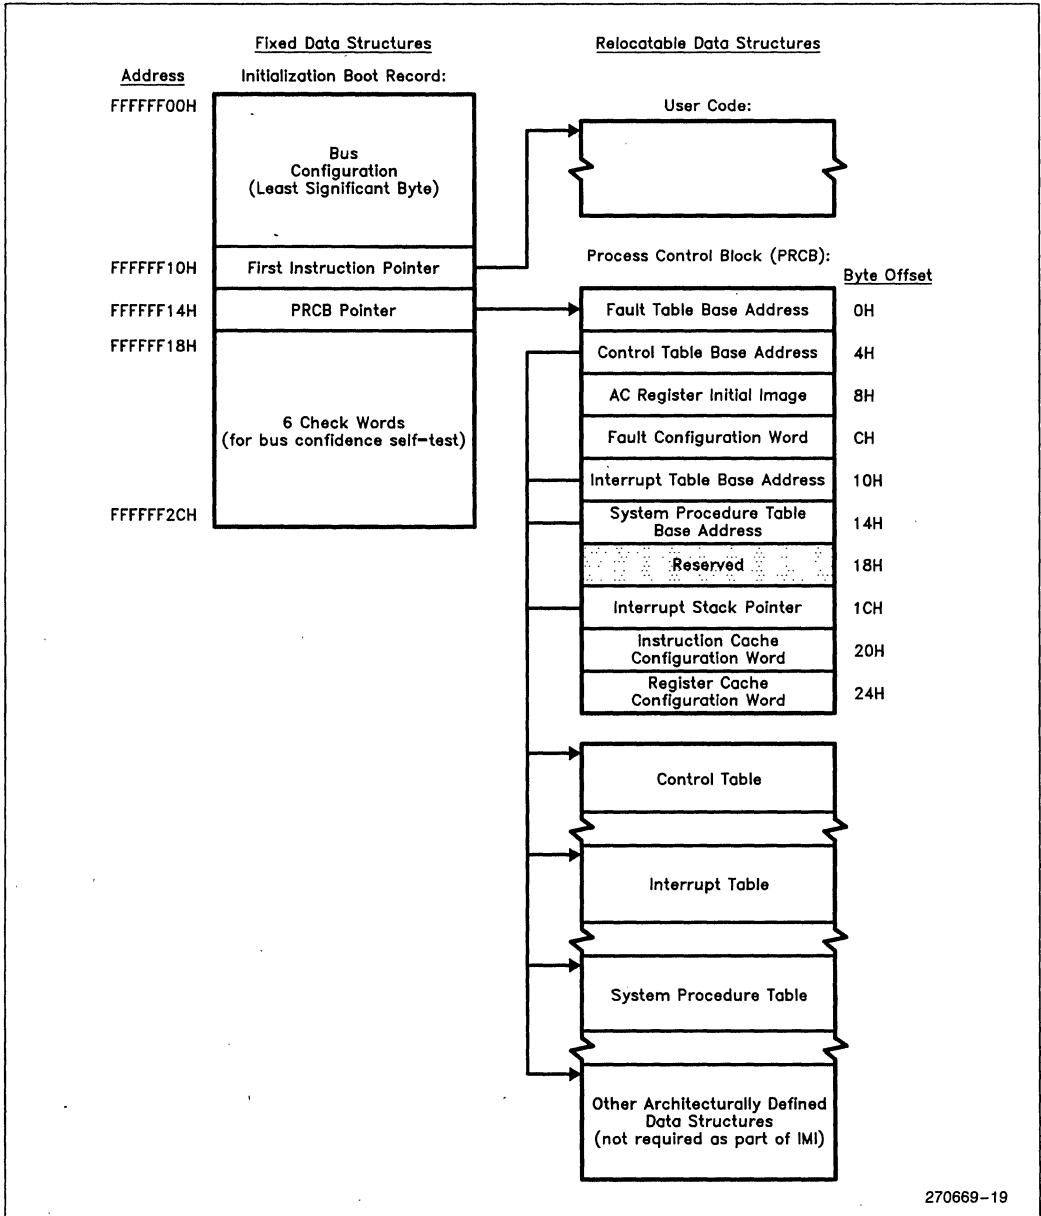 Fixed Data Structures
Relocatable Data Structures
Address
Initialization Boot Record:
FFFFFF00H
Bus
Configuration
(Least Significant Byte)
FFFFFF10H
First Instruction Pointer
FFFFFF14H
PRCB Pointer
FFFFFF18H
6 Check Words
(for bus confidence self-test)
FFFFFF2CH
User Code:
Process Control Block (PRCB):
Byte Offset
Fault Table Base Address
0H
Control Table Base Address
4H
AC Register Initial Image
8H
Fault Configuration Word
CH
Interrupt Table Base Address
10H
System Procedure Table
Base Address
14H
Reserved
18H
Interrupt Stack Pointer
1CH
Instruction Cache
Configuration Word
20H
Register Cache
Configuration Word
24H
Control Table
Interrupt Table
System Procedure Table
Other Architecturally Defined
Data Structures
(not required as part of IMI)
270669-19